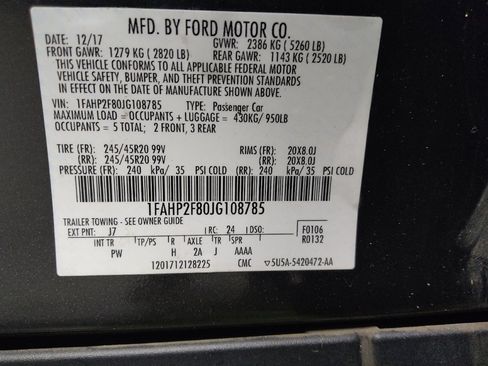 MFD. BY FORD MOTOR CO.
DATE: 12/17 GVWR: 2386 KG ( 5260 LB)
FRONT GAWR: 1279 KG ( 2820 LB) REAR GAWR: 1143 KG ( 2520 LB)
THIS VEHICLE CONFORMS TO ALL APPLICABLE FEDERAL MOTOR
VEHICLE SAFETY, BUMPER, AND THEFT PREVENTION STANDARDS
IN EFFECT ON THE DATE OF MANUFACTURE SHOWN ABOVE.
VIN: 1FAHP2F80JG108785 TYPE: Passenger Car
MAXIMUM LOAD = OCCUPANTS + LUGGAGE = 430KG/ 950LB
OCCUPANTS = 5 TOTAL; 2 FRONT, 3 REAR
TIRE (FR): 245/45R20 99V RIMS (FR): 20X8.0J
(RR): 245/45R20 99V (RR): 20X8.0J
PRESSURE (FR): 240 kPa/ 35 PSI COLD (RR): 240 kPa/ 35 PSI COLD
1FAHP2F80JG108785
TRAILER TOWING - SEE OWNER GUIDE
EXT PNT: J7 RC: 24 DSO: F0106
INT TR R AXLE TR SPR R0132
PW H 2A J AAAA
1201712128225 CMC ▽5U5A-5420472-AA